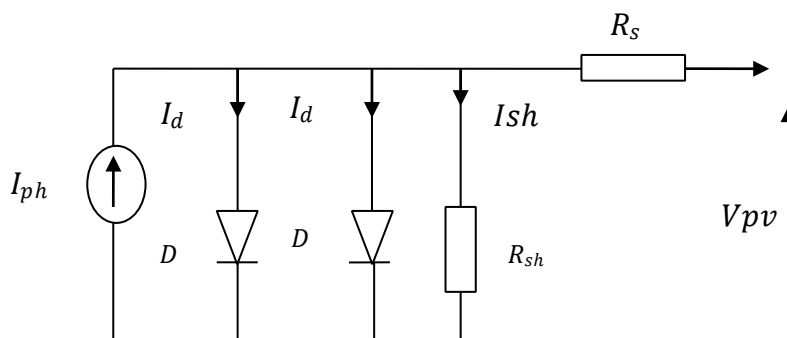 R_s
I_d I_d Ish
I_ph
Vpv
D D R_sh